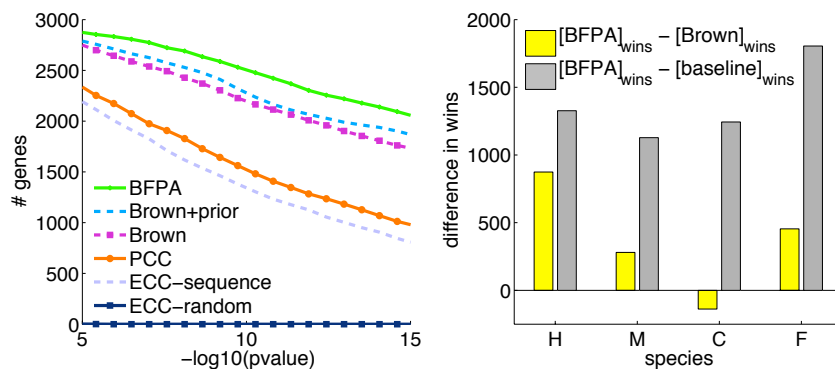 3000
2500
2000
1500
1000
500
0
# genes
BFPA
Brown+prior
Brown
PCC
ECC−sequence
ECC−random
5
10
15
−log10(pvalue)
2000
1500
1000
500
0
difference in wins
[BFPA]wins − [Brown]wins
[BFPA]wins − [baseline]wins
H M C F
species